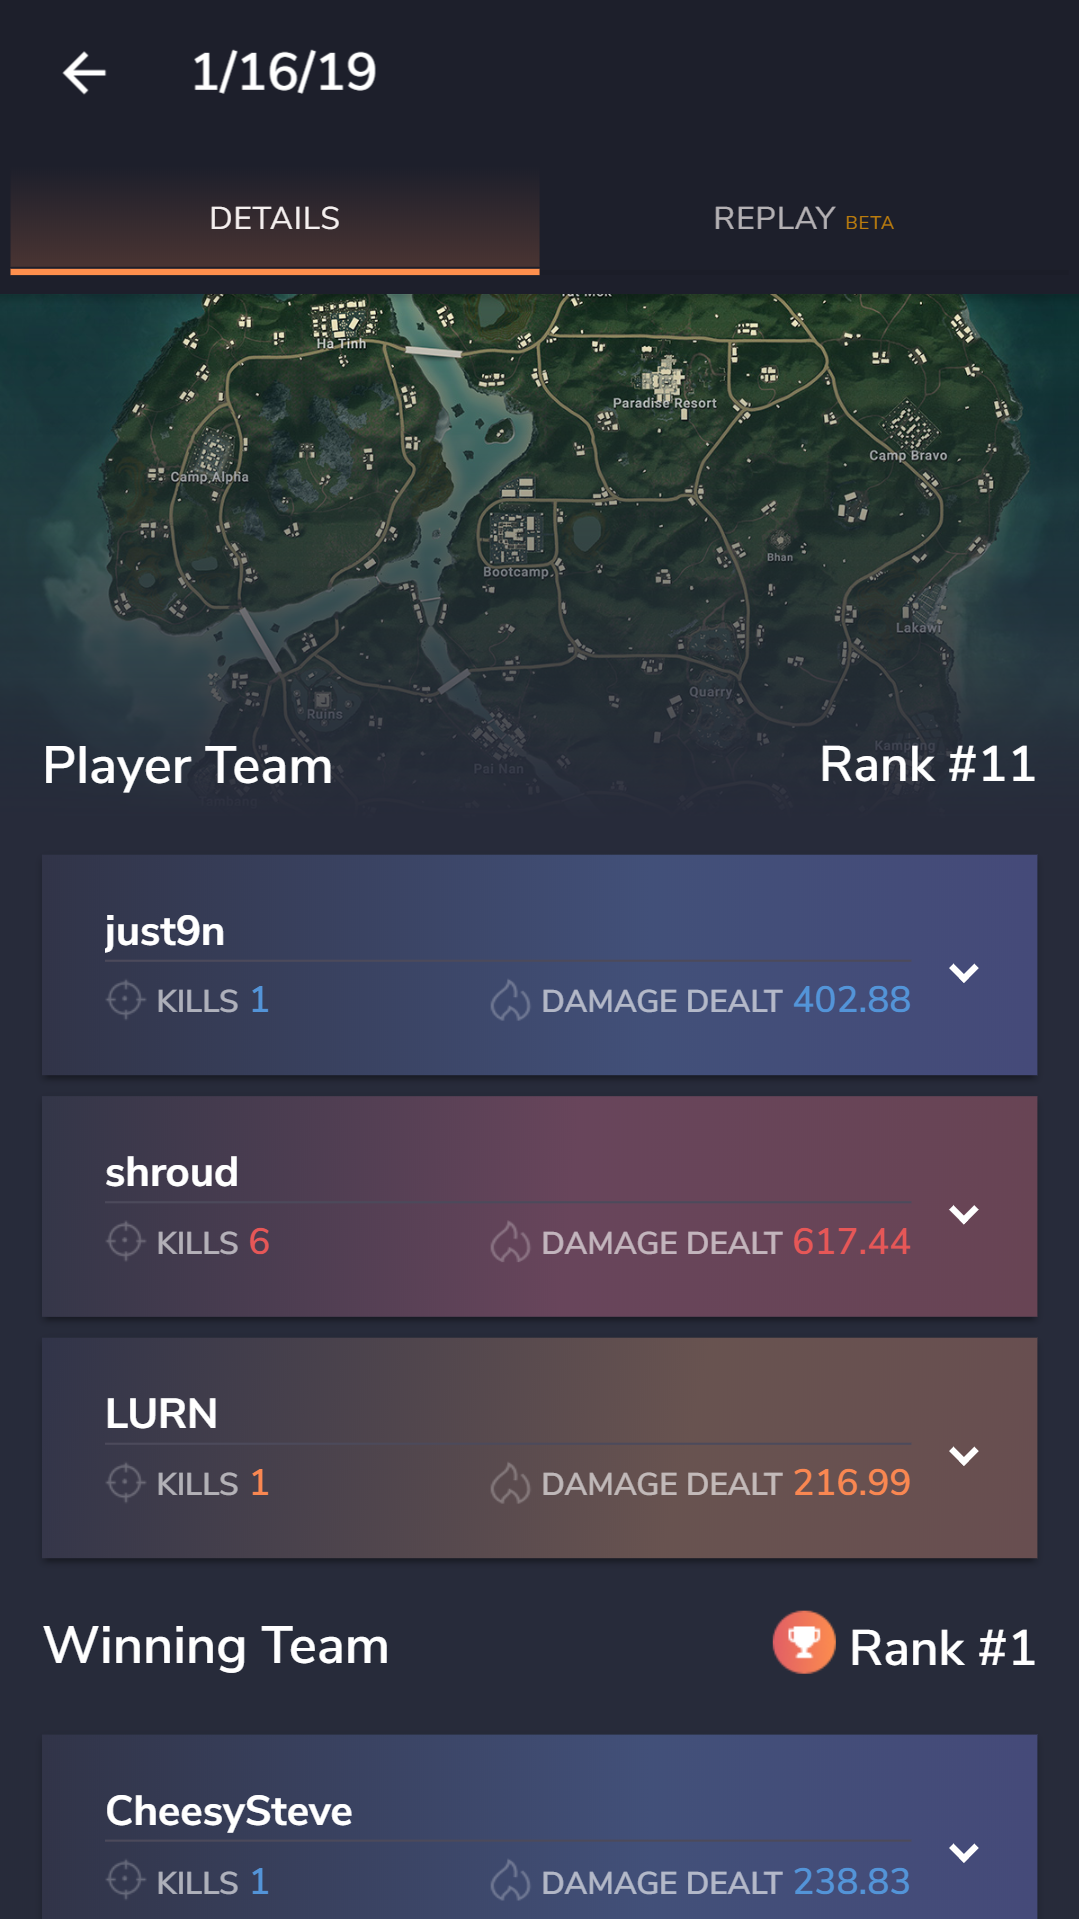 1/16/19
DETAILS
REPLAY BETA
Ha Tinh
Paradise Resort
Camp Bravo
Camp Alpha
Bootcamp
Bhan
Lakawi
Quarry
Ruins
Kampong
Pai Nan
Player Team
Rank #11
just9n
KILLS 1
DAMAGE DEALT 402.88
shroud
KILLS 6
DAMAGE DEALT 617.44
LURN
KILLS 1
DAMAGE DEALT 216.99
Winning Team
Rank #1
CheesySteve
KILLS 1
DAMAGE DEALT 238.83